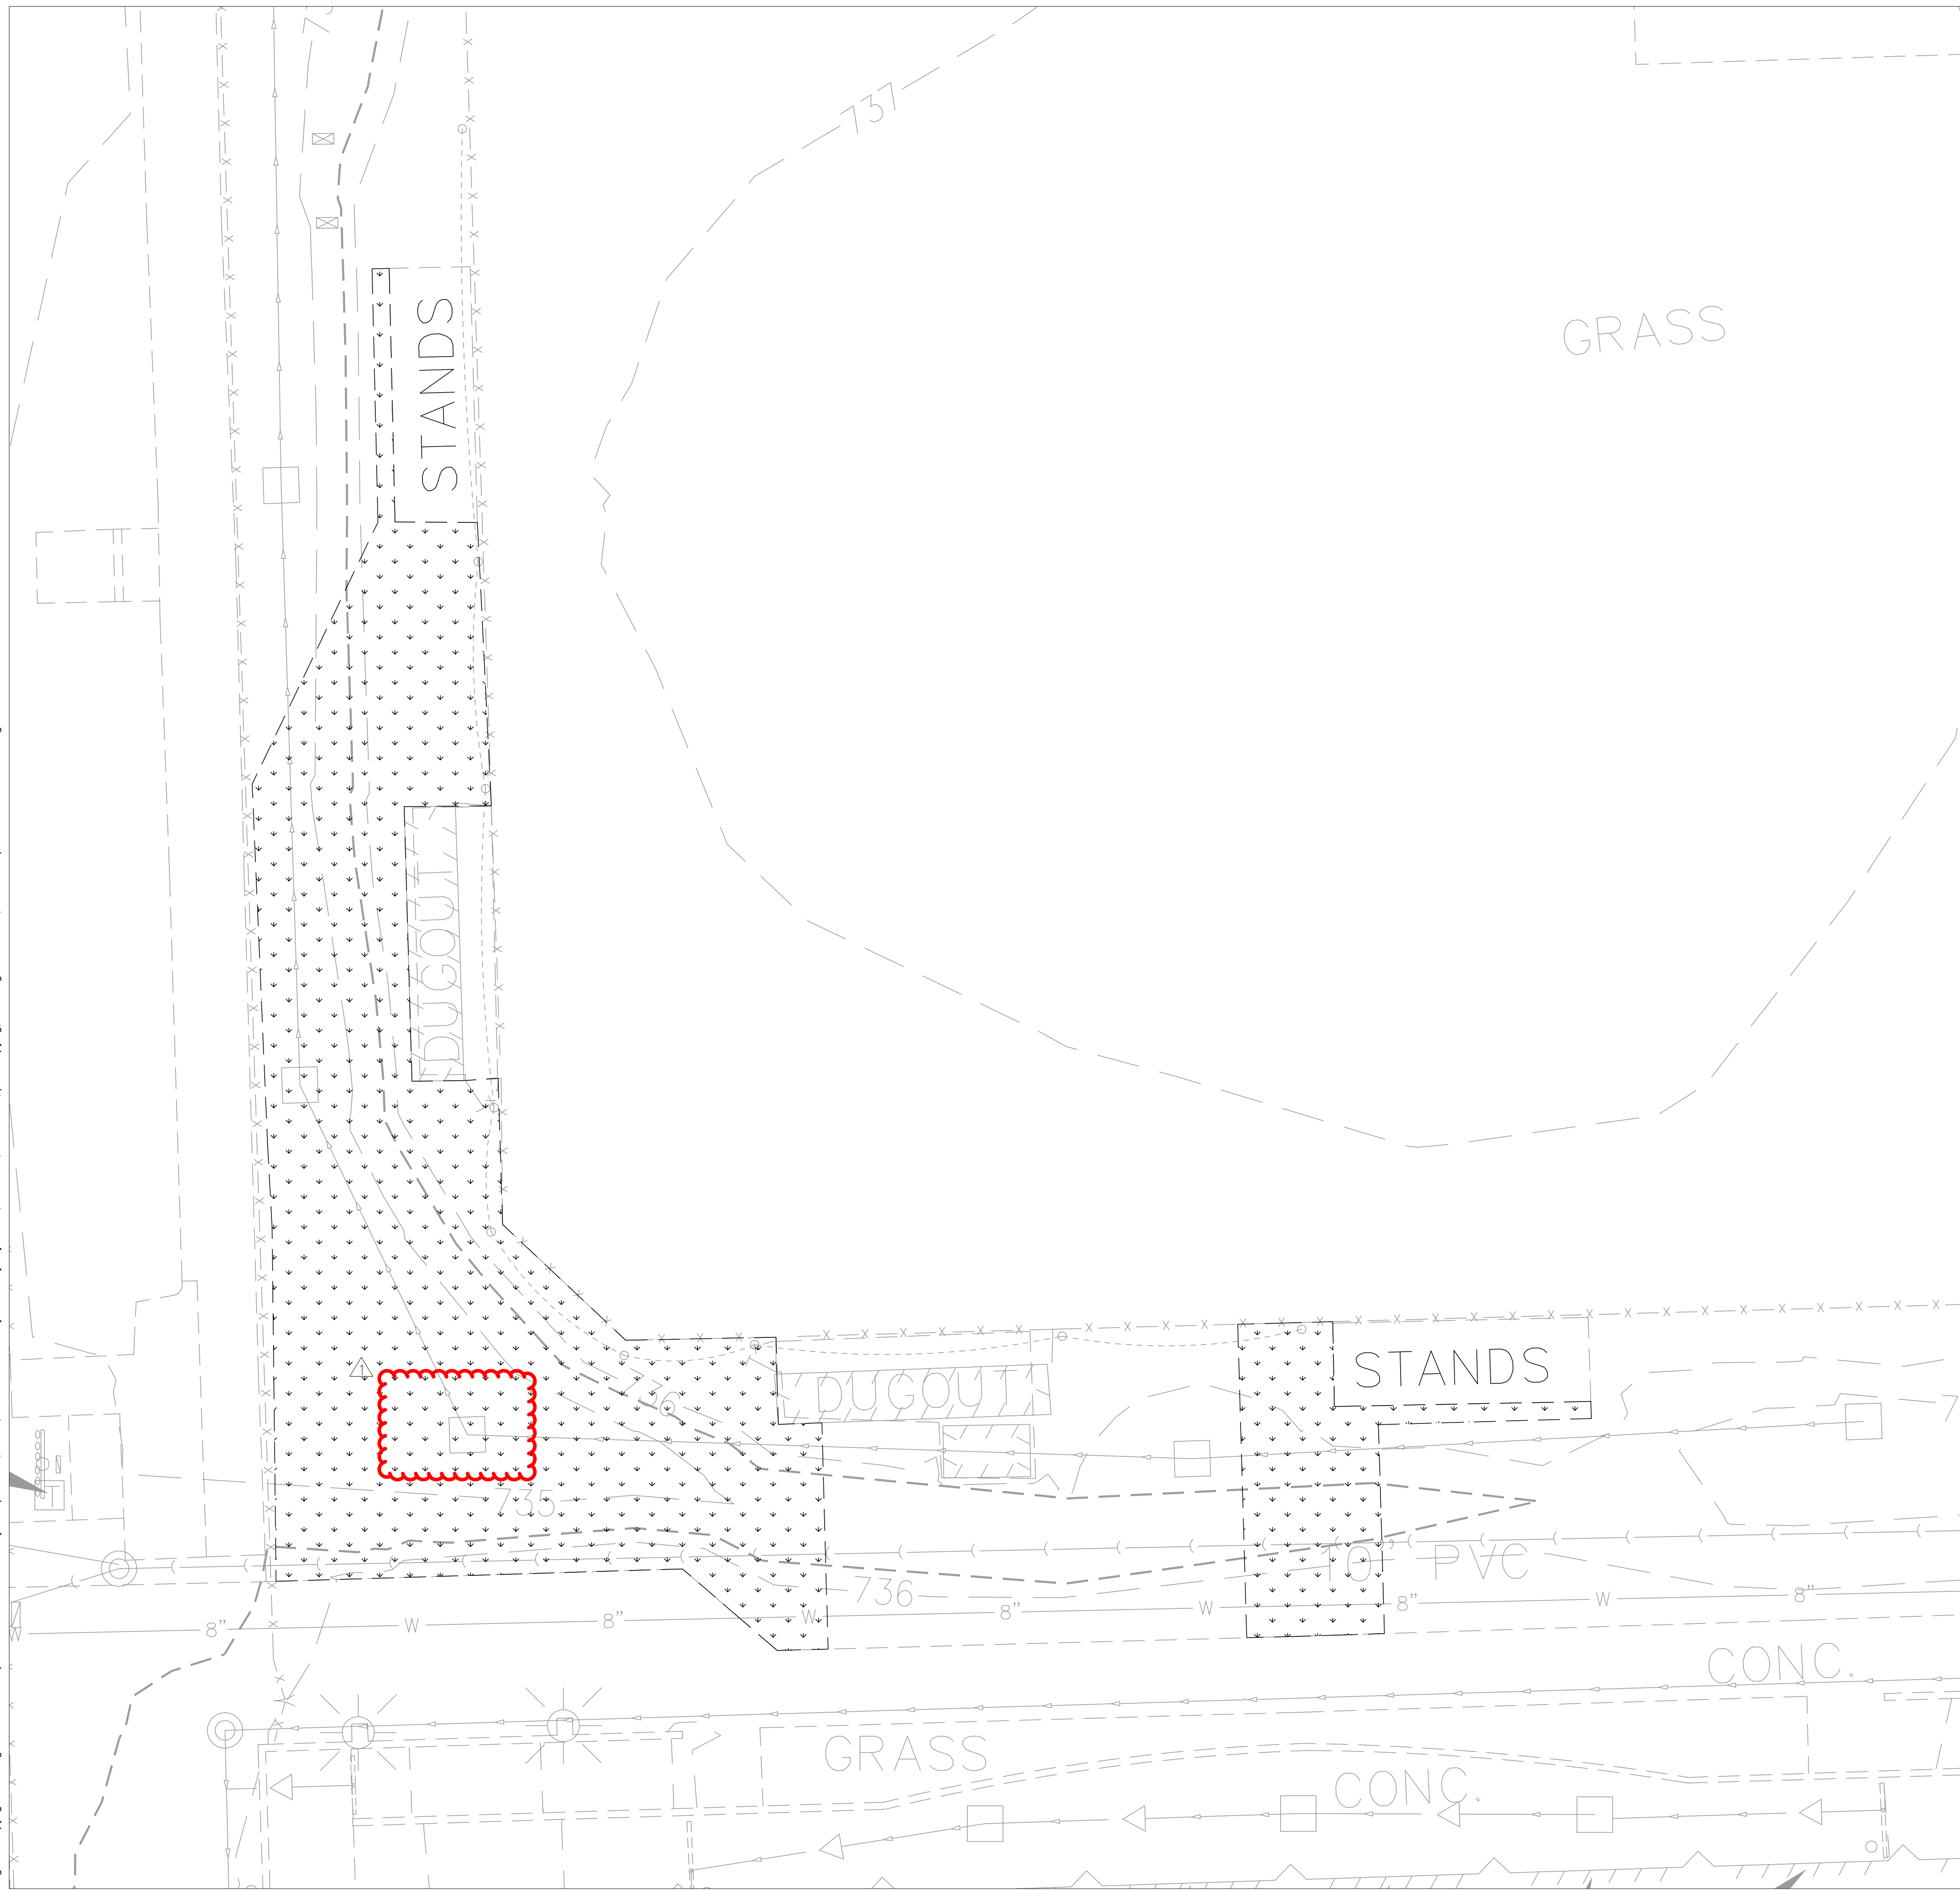 737
GRASS
STANDS
DUGOUT
STANDS
DUGOUT
1
736
735
10" PVC
736
W
8"
W
8"
W
8"
W
8"
W
8"
CONC.
GRASS
CONC.